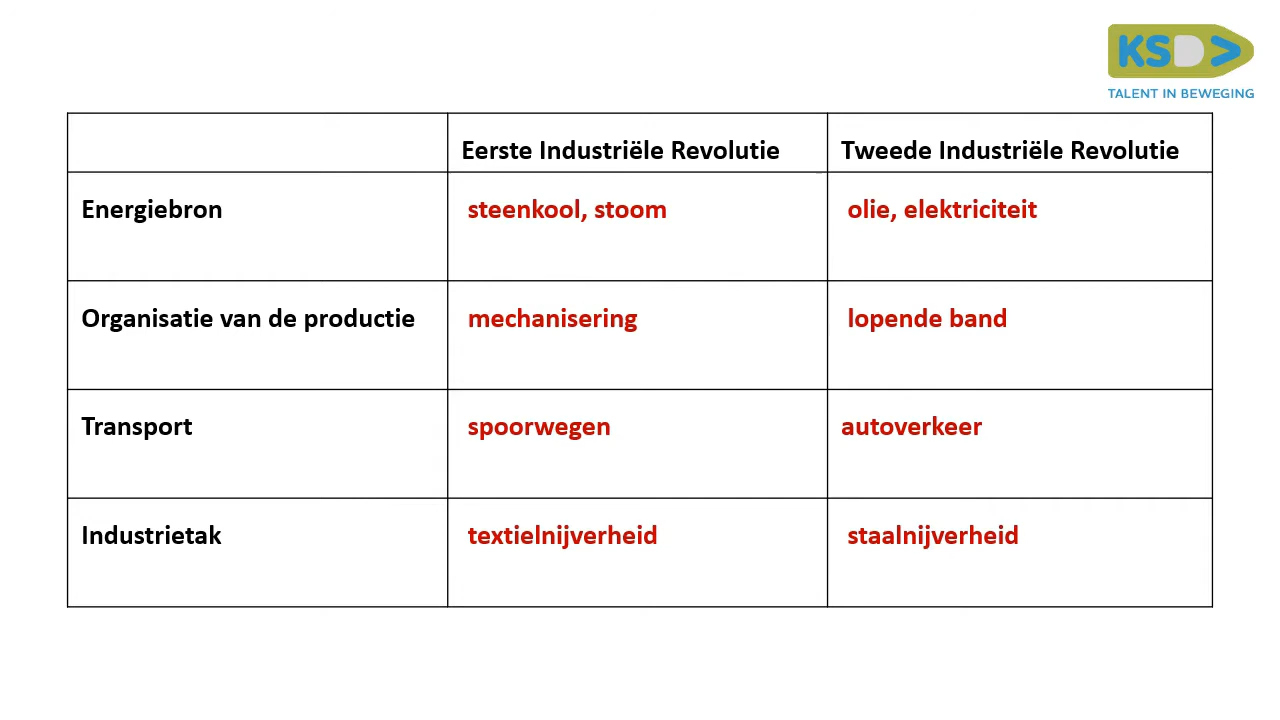 KSD>
TALENT IN BEWEGING
Eerste Industriële Revolutie Tweede Industriële Revolutie
Energiebron steenkool, stoom olie, elektriciteit
Organisatie van de productie mechanisering lopende band
Transport spoorwegen autoverkeer
Industrietak textielnijverheid staalnijverheid